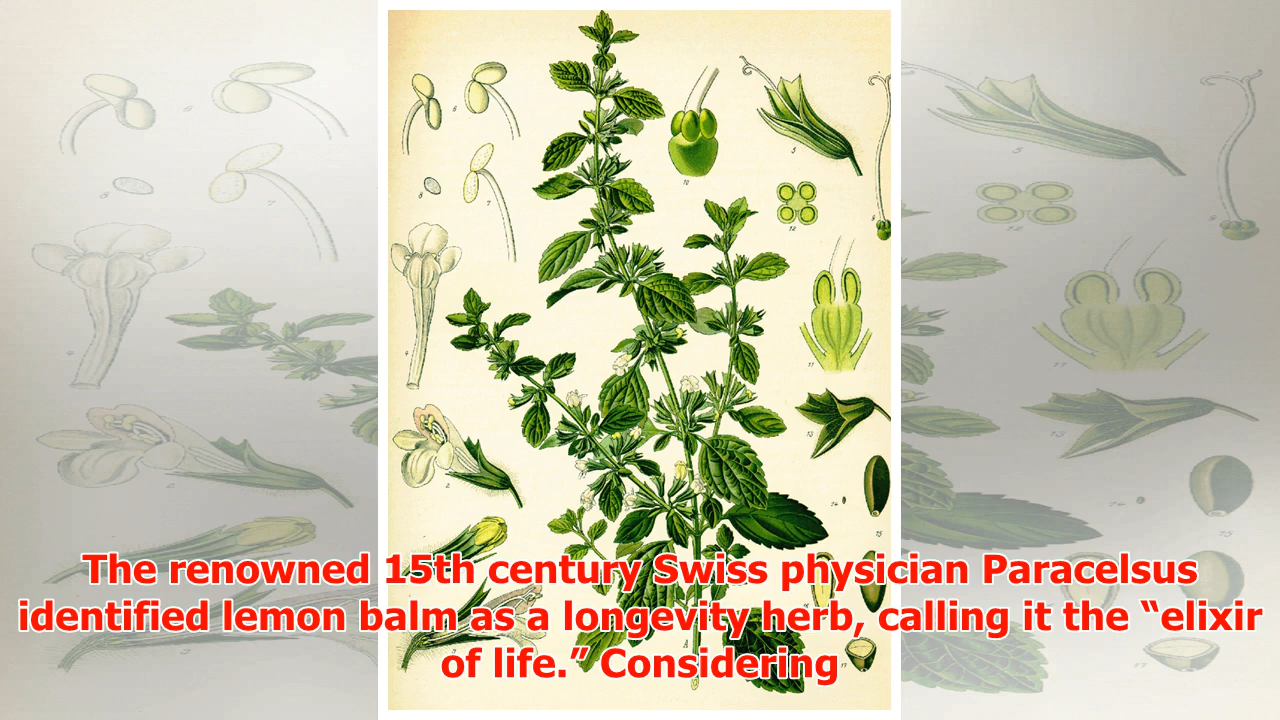 The renowned 15th century Swiss physician Paracelsus
identified lemon balm as a longevity herb, calling it the “elixir
of life.” Considering